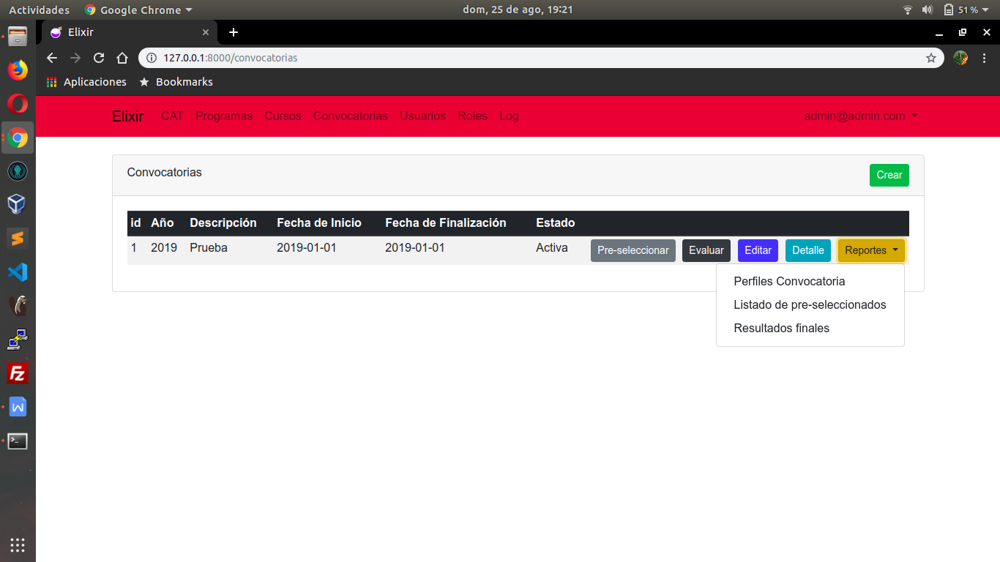 Actividades Google Chrome dom, 25 de ago, 19:21 51 %
Elixir
127.0.0.1:8000/convocatorias
Aplicaciones Bookmarks
Elixir CAT Programas Cursos Convocatorias Usuarios Roles Log admin@admin.com
Convocatorias Crear
id Año Descripción Fecha de Inicio Fecha de Finalización Estado
1 2019 Prueba 2019-01-01 2019-01-01 Activa Pre-seleccionar Evaluar Editar Detalle Reportes
Perfiles Convocatoria
Listado de pre-seleccionados
Resultados finales
Fz
W